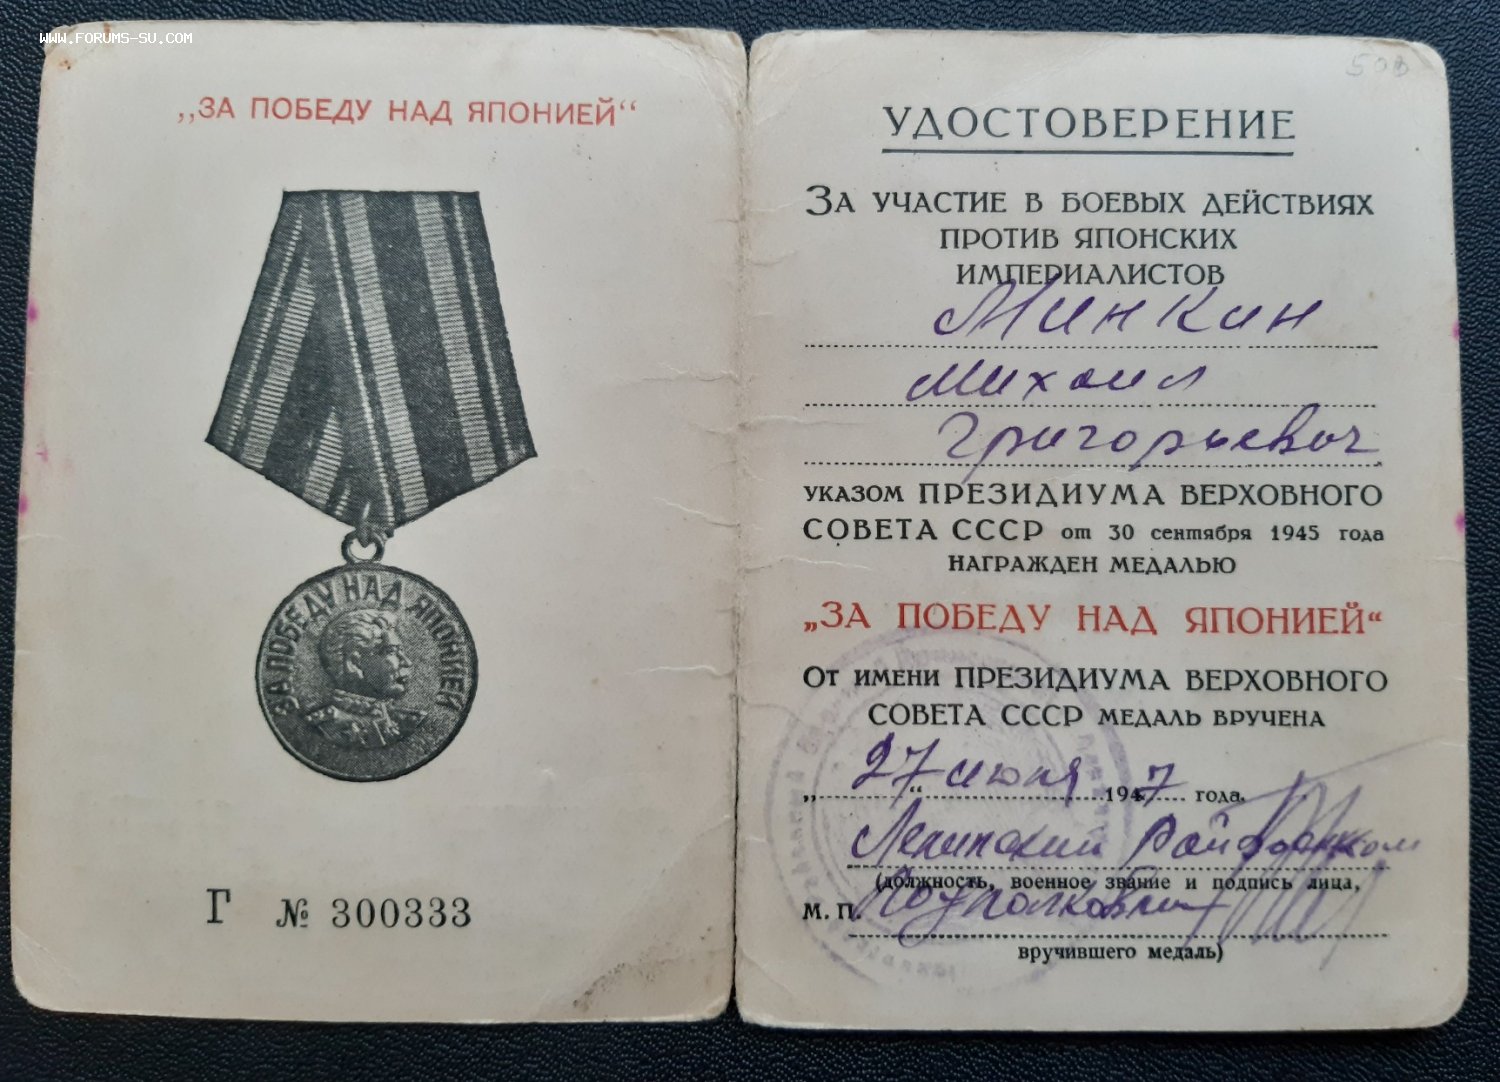 WWW.FORUMS-SU.COM
„ЗА ПОБЕДУ НАД ЯПОНИЕЙ“
ЗА ПОБЕДУ НАД ЯПОНИЕЙ
Г № 300333
508
УДОСТОВЕРЕНИЕ
ЗА УЧАСТИЕ В БОЕВЫХ ДЕЙСТВИЯХ
ПРОТИВ ЯПОНСКИХ
ИМПЕРИАЛИСТОВ
Минкин
Михаил
Григорьевич
УКАЗОМ ПРЕЗИДИУМА ВЕРХОВНОГО
СОВЕТА СССР от 30 сентября 1945 года
НАГРАЖДЕН МЕДАЛЬЮ
„ЗА ПОБЕДУ НАД ЯПОНИЕЙ“
ОТ ИМЕНИ ПРЕЗИДИУМА ВЕРХОВНОГО
СОВЕТА СССР МЕДАЛЬ ВРУЧЕНА
„27“ июня 1947 года.
Ленинский Райвоенком
(должность, военное звание и подпись лица,
М. П. Подполковник
вручившего медаль)